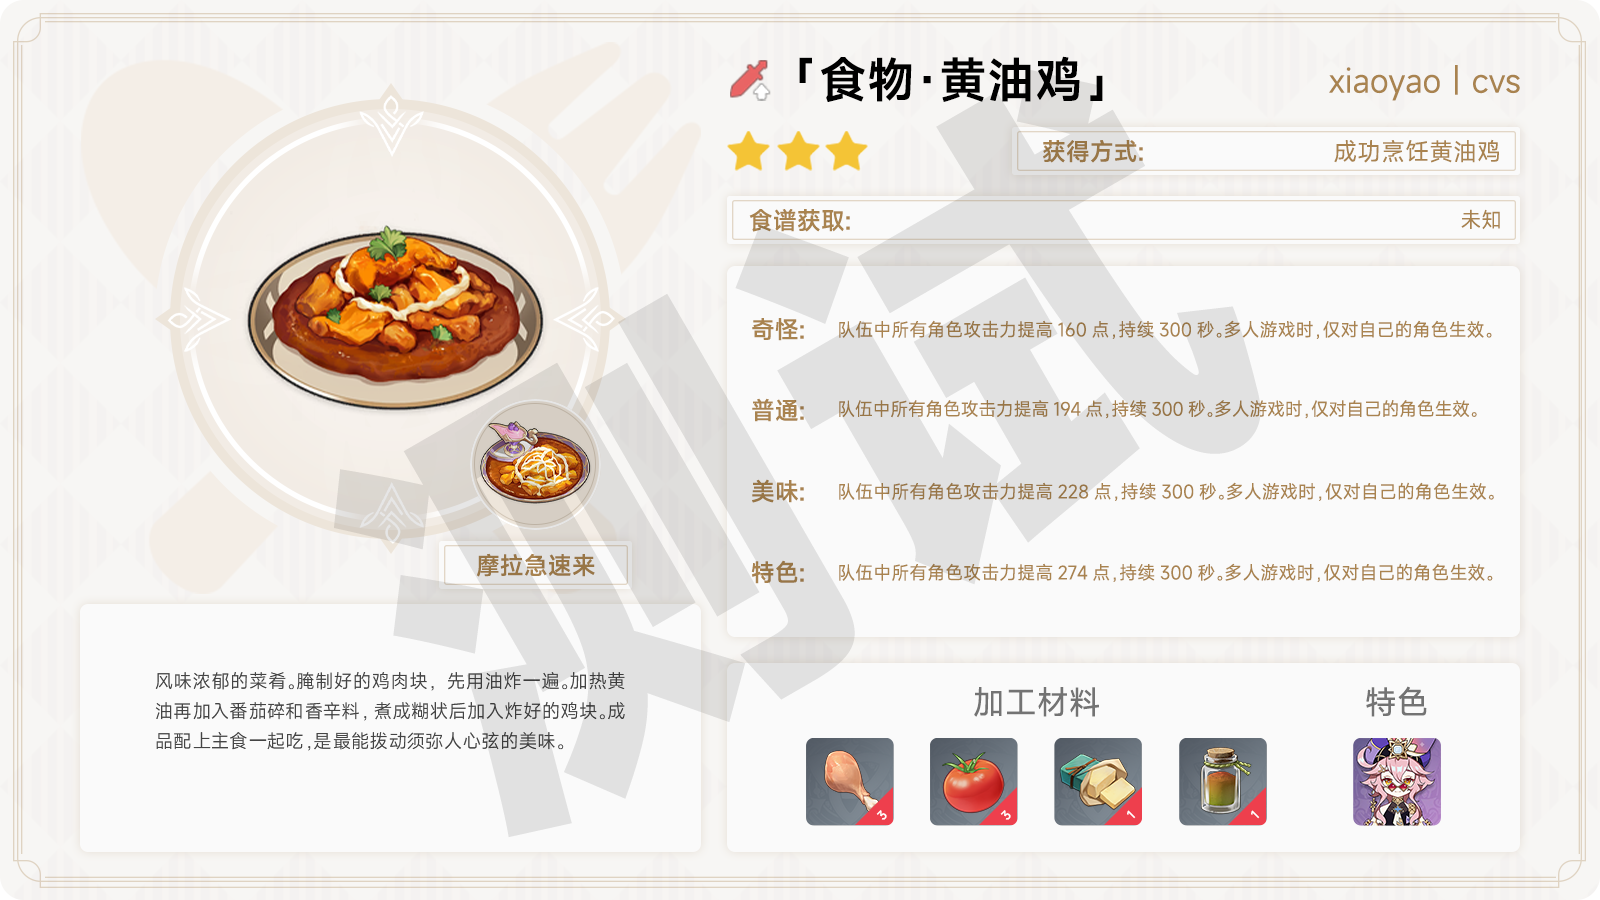 「食物·黄油鸡」
xiaoyao | cvs
获得方式:
成功烹饪黄油鸡
食谱获取:
未知
奇怪:
队伍中所有角色攻击力提高 160 点,持续 300 秒。多人游戏时,仅对自己的角色生效。
普通:
队伍中所有角色攻击力提高 194 点,持续 300 秒。多人游戏时,仅对自己的角色生效。
美味:
队伍中所有角色攻击力提高 228 点,持续 300 秒。多人游戏时,仅对自己的角色生效。
特色:
队伍中所有角色攻击力提高 274 点,持续 300 秒。多人游戏时,仅对自己的角色生效。
摩拉急速来
风味浓郁的菜肴。腌制好的鸡肉块，先用油炸一遍。加热黄
油再加入番茄碎和香辛料，煮成糊状后加入炸好的鸡块。成
品配上主食一起吃,是最能拨动须弥人心弦的美味。
加工材料
特色
3
3
1
1
测试